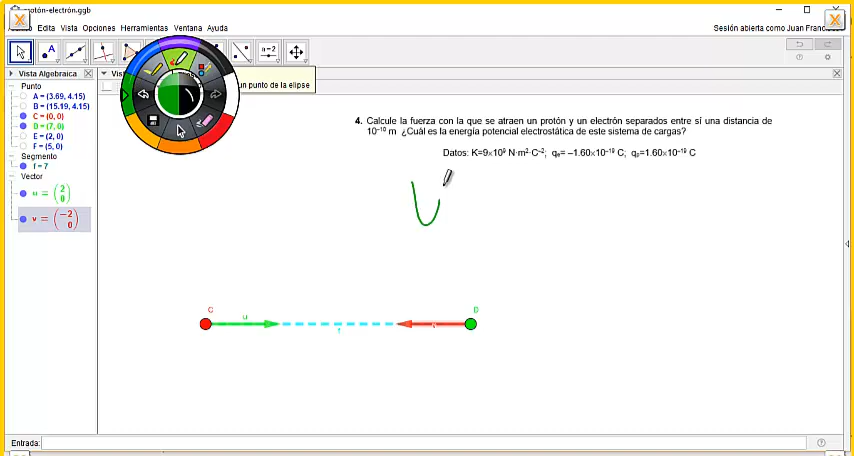 protón-electrón.ggb
Edita Vista Opciones Herramientas Ventana Ayuda
Sesión abierta como Juan Francisco
a=2
Vista Algebraica
un punto de la elipse
Punto
A = (3.69, 4.15)
B = (15.19, 4.15)
C = (0, 0)
D = (7, 0)
E = (2, 0)
F = (5, 0)
Segmento
f = 7
Vector
u = (2 0)
v = (−2 0)
4. Calcule la fuerza con la que se atraen un protón y un electrón separados entre sí una distancia de
10⁻¹⁰ m ¿Cuál es la energía potencial electrostática de este sistema de cargas?
Datos: K=9×10⁹ N·m²·C⁻²; qₑ= −1.60×10⁻¹⁹ C; qₚ=1.60×10⁻¹⁹ C
C
u
f
D
Entrada: